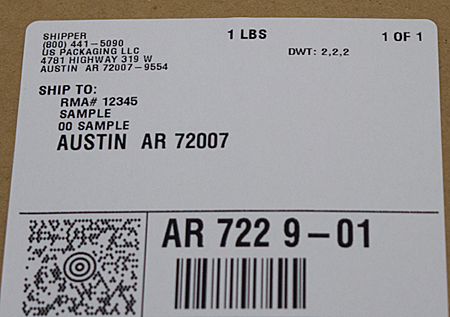 SHIPPER
(800) 441-5090
US PACKAGING LLC
4781 HIGHWAY 319 W
AUSTIN AR 72007-9554
1 LBS
DWT: 2,2,2
1 OF 1
SHIP TO:
RMA# 12345
SAMPLE
00 SAMPLE
AUSTIN AR 72007
AR 722 9-01